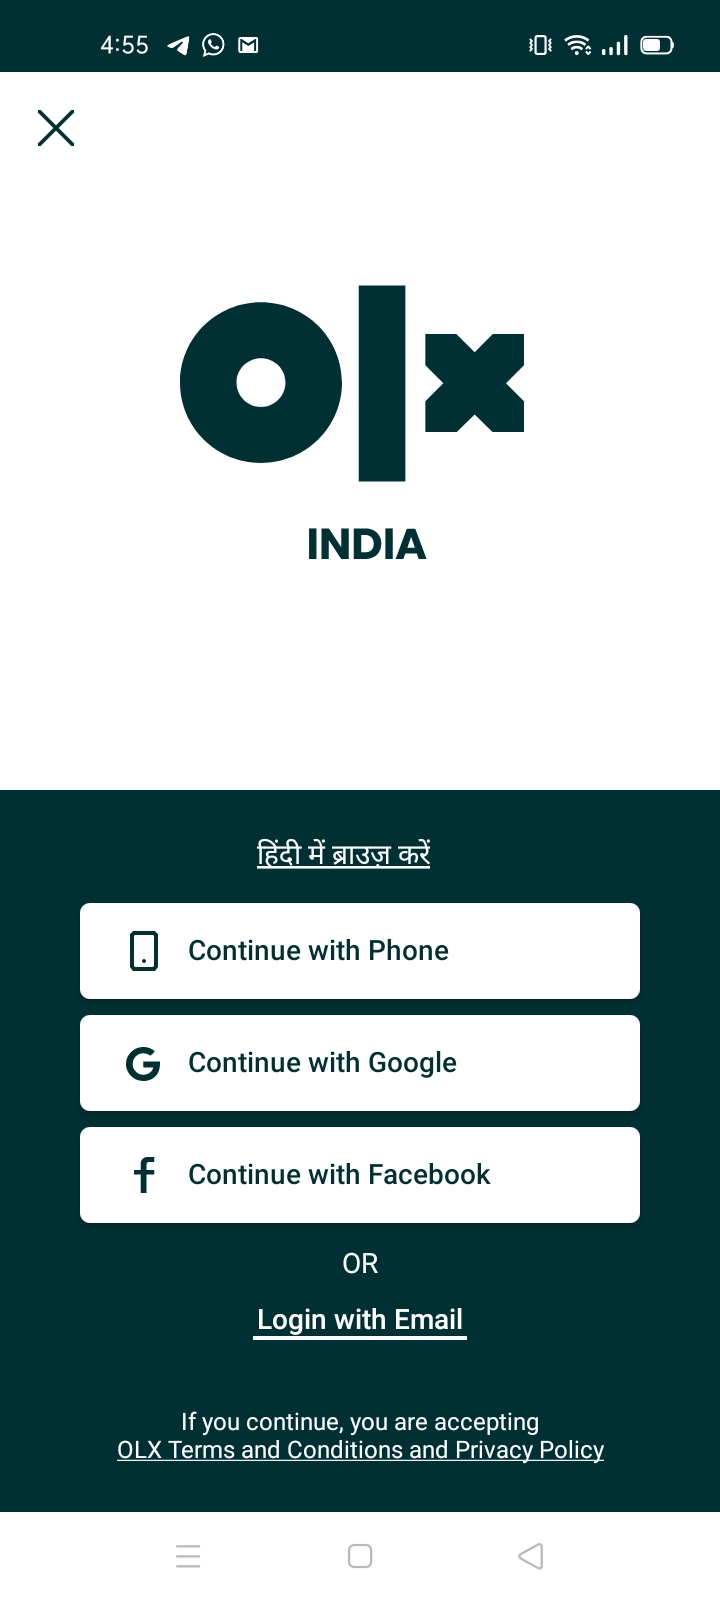 4:55
olx
INDIA
हिंदी में ब्राउज़ करें
Continue with Phone
Continue with Google
Continue with Facebook
OR
Login with Email
If you continue, you are accepting
OLX Terms and Conditions and Privacy Policy